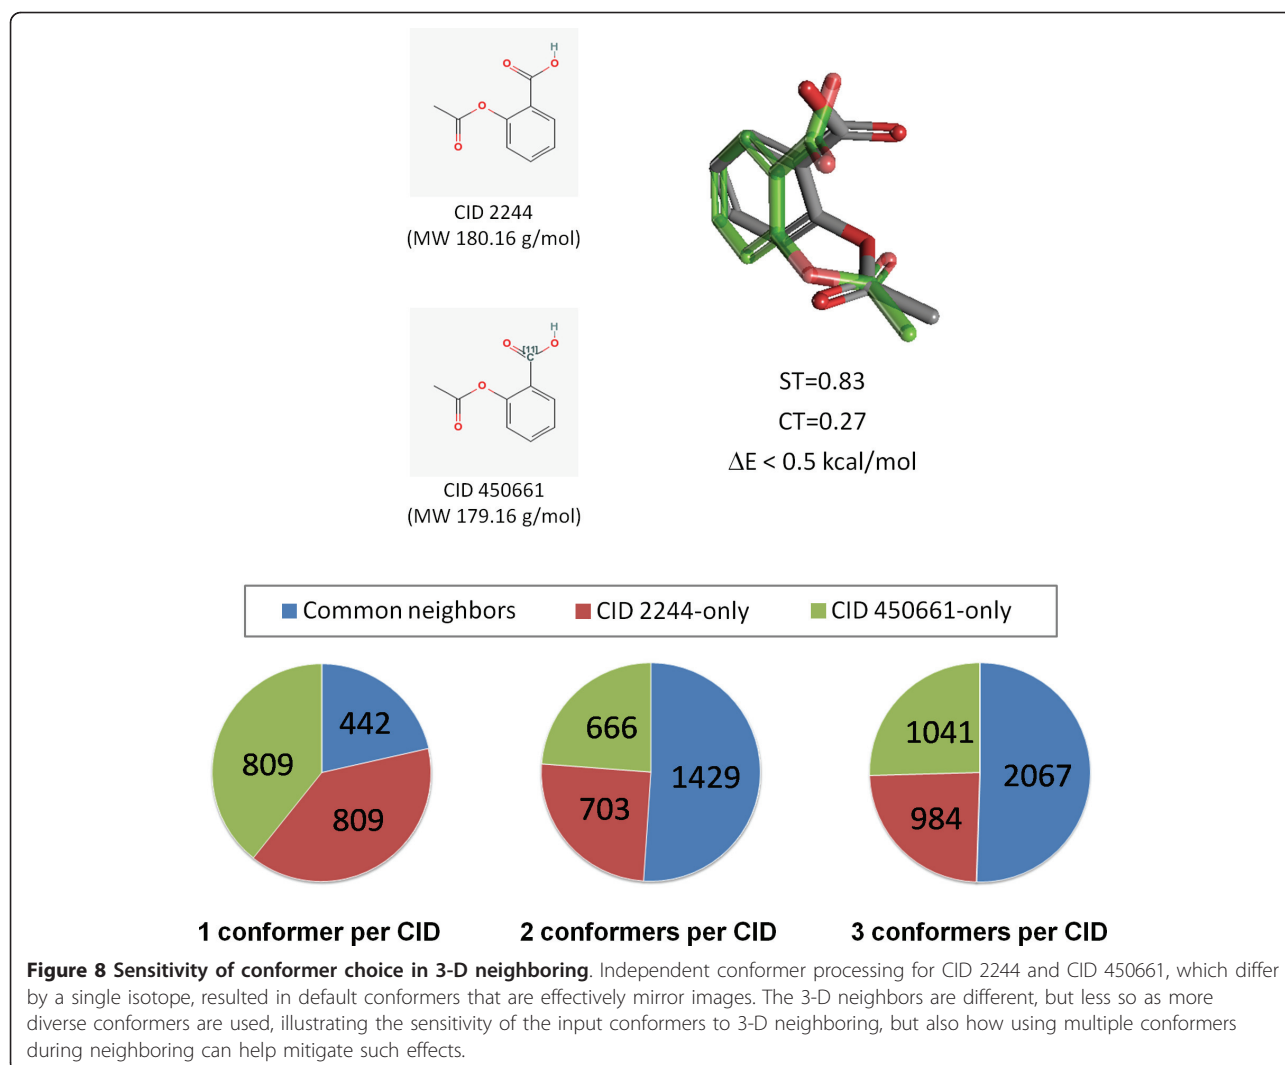 H
O
O
O
O
CID 2244
(MW 180.16 g/mol)
H
O
[11]
C
O
O
O
CID 450661
(MW 179.16 g/mol)
ST=0.83
CT=0.27
ΔE < 0.5 kcal/mol
Common neighbors CID 2244-only CID 450661-only
442
809
809
1 conformer per CID
666
1429
703
2 conformers per CID
1041
2067
984
3 conformers per CID
Figure 8 Sensitivity of conformer choice in 3-D neighboring. Independent conformer processing for CID 2244 and CID 450661, which differ
by a single isotope, resulted in default conformers that are effectively mirror images. The 3-D neighbors are different, but less so as more
diverse conformers are used, illustrating the sensitivity of the input conformers to 3-D neighboring, but also how using multiple conformers
during neighboring can help mitigate such effects.